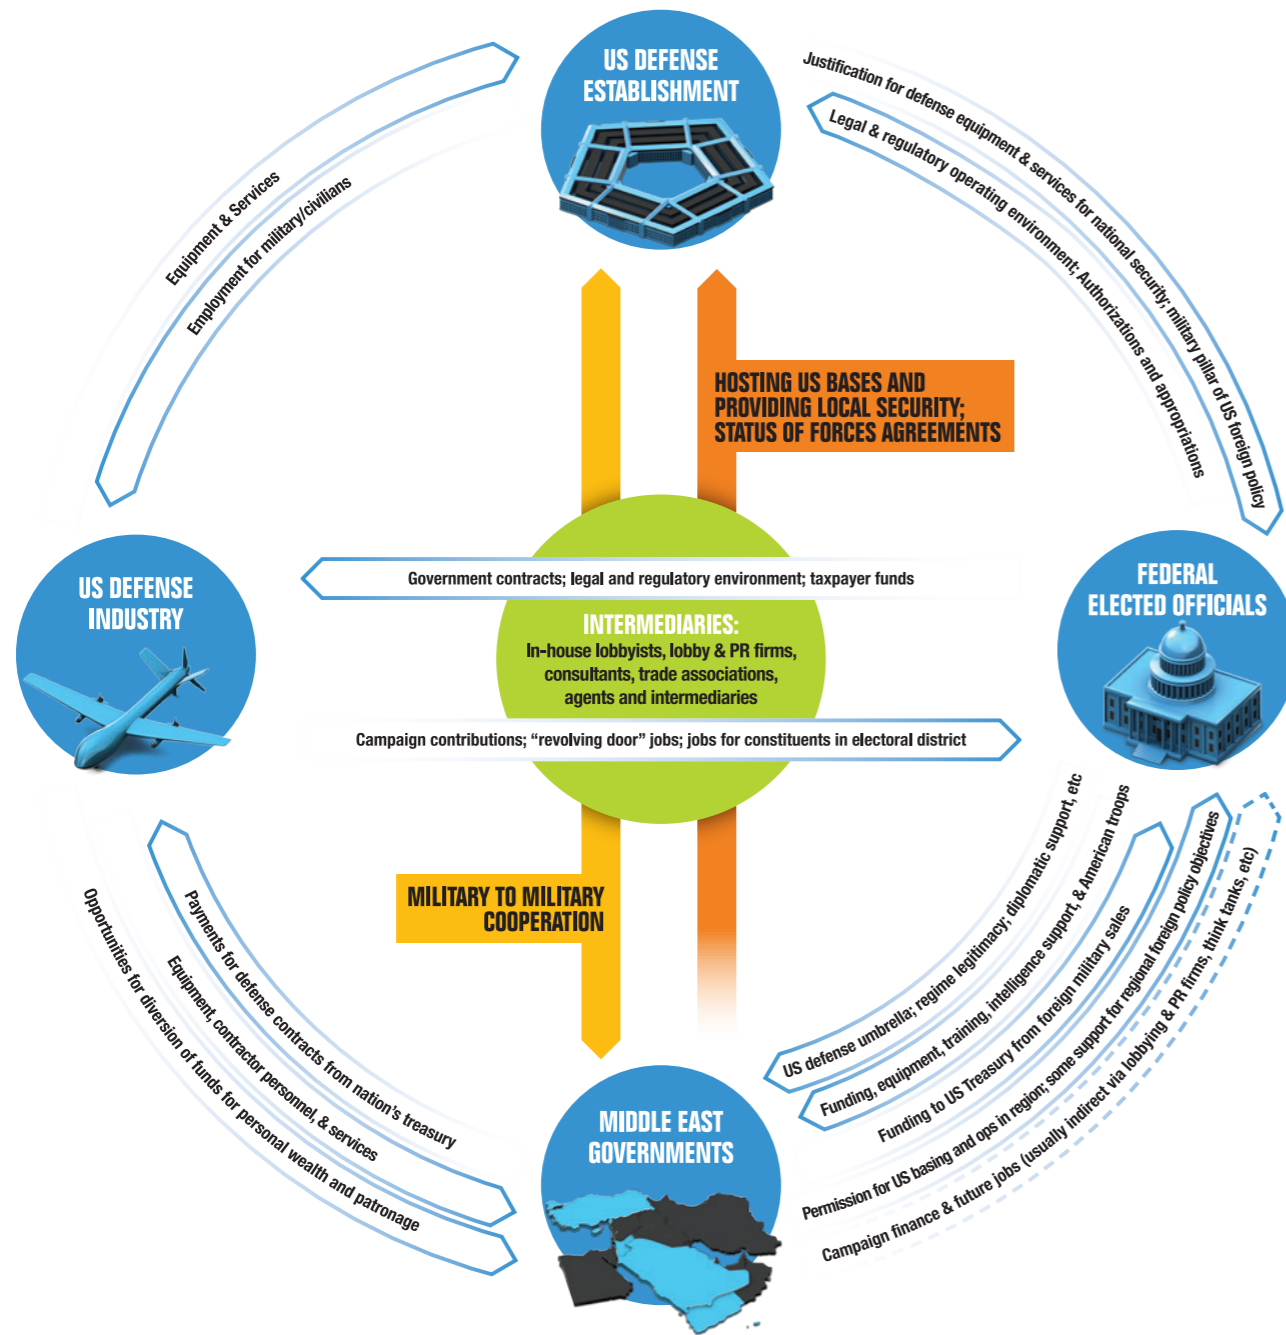 US DEFENSE
ESTABLISHMENT
Justification for defense equipment & services for national security; military pillar of US foreign policy
Legal & regulatory operating environment; Authorizations and appropriations
Equipment & Services
Employment for military/civilians
HOSTING US BASES AND
PROVIDING LOCAL SECURITY;
STATUS OF FORCES AGREEMENTS
US DEFENSE
INDUSTRY
Government contracts; legal and regulatory environment; taxpayer funds
FEDERAL
ELECTED OFFICIALS
INTERMEDIARIES:
In-house lobbyists, lobby & PR firms,
consultants, trade associations,
agents and intermediaries
Campaign contributions; “revolving door” jobs; jobs for constituents in electoral district
MILITARY TO MILITARY
COOPERATION
Payments for defense contracts from nation’s treasury
Equipment, contractor personnel, & services
Opportunities for diversion of funds for personal wealth and patronage
US defense umbrella; regime legitimacy; diplomatic support, etc
Funding, equipment, training, intelligence support, & American troops
Funding to US Treasury from foreign military sales
Permission for US basing and ops in region; some support for regional foreign policy objectives
Campaign finance & future jobs (usually indirect via lobbying & PR firms, think tanks, etc)
MIDDLE EAST
GOVERNMENTS